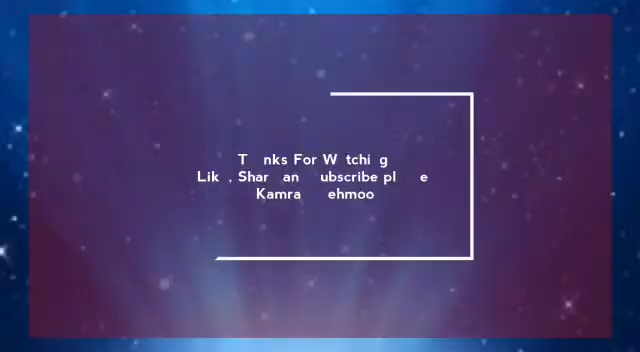 T nks For W tchi g
Lik , Shar an ubscribe pl e
Kamra ehmoo